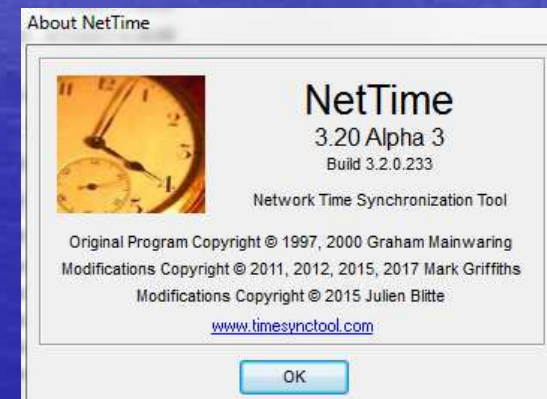 About NetTime
NetTime
3.20 Alpha 3
Build 3.2.0.233
Network Time Synchronization Tool
Original Program Copyright © 1997, 2000 Graham Mainwaring
Modifications Copyright © 2011, 2012, 2015, 2017 Mark Griffiths
Modifications Copyright © 2015 Julien Blitte
www.timesynctool.com
OK